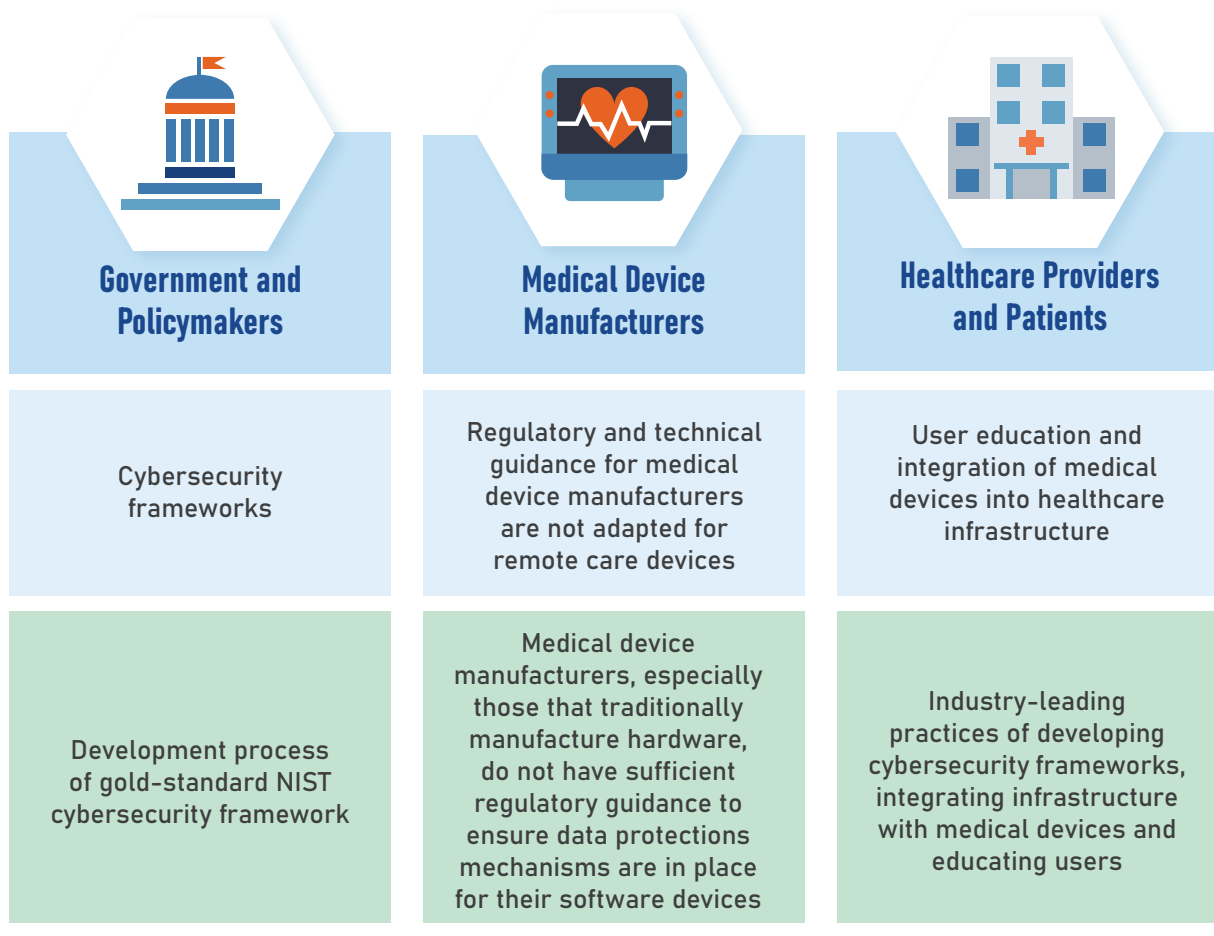 Government and
Policymakers
Medical Device
Manufacturers
Healthcare Providers
and Patients
Cybersecurity
frameworks
Regulatory and technical
guidance for medical
device manufacturers
are not adapted for
remote care devices
User education and
integration of medical
devices into healthcare
infrastructure
Development process
of gold-standard NIST
cybersecurity framework
Medical device
manufacturers, especially
those that traditionally
manufacture hardware,
do not have sufficient
regulatory guidance to
ensure data protections
mechanisms are in place
for their software devices
Industry-leading
practices of developing
cybersecurity frameworks,
integrating infrastructure
with medical devices and
educating users